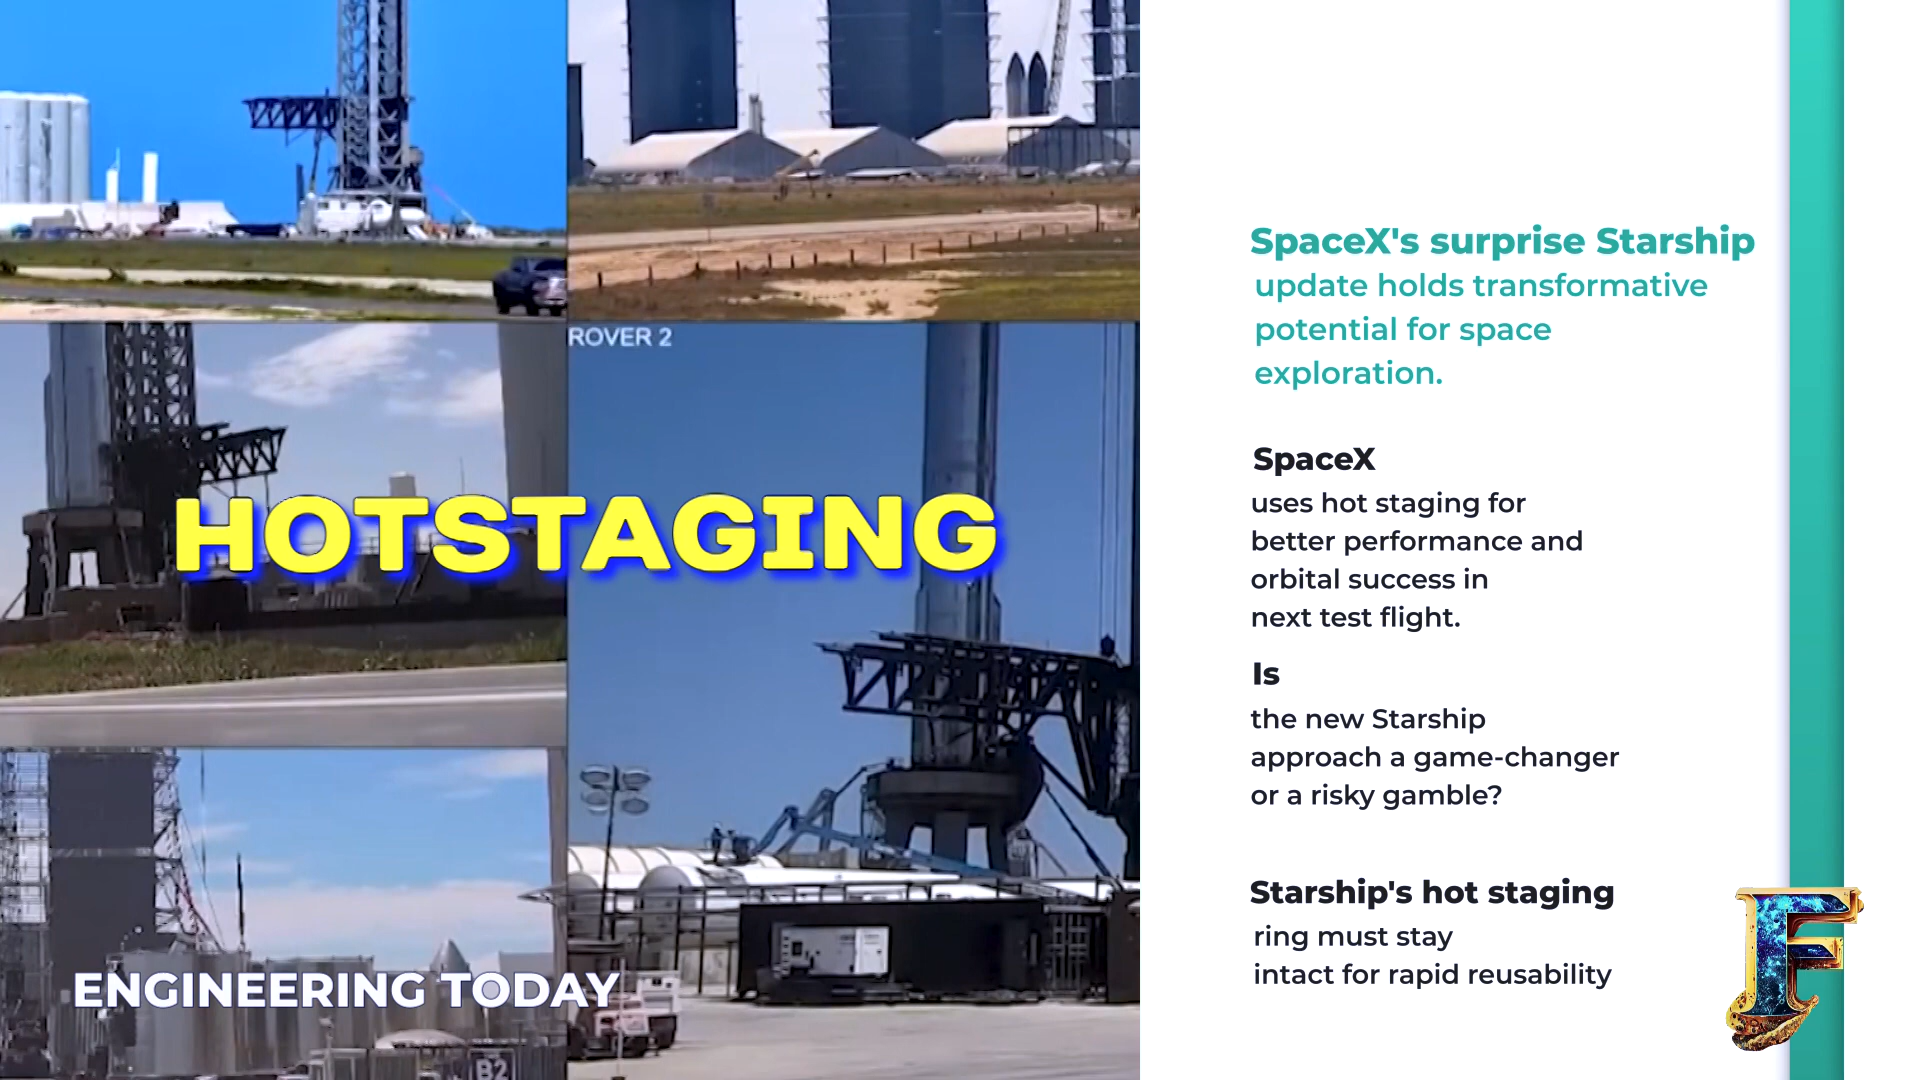 ROVER 2
HOTSTAGING
ENGINEERING TODAY
B2
SpaceX's surprise Starship
update holds transformative
potential for space
exploration.
SpaceX
uses hot staging for
better performance and
orbital success in
next test flight.
Is
the new Starship
approach a game-changer
or a risky gamble?
Starship's hot staging
ring must stay
intact for rapid reusability
F